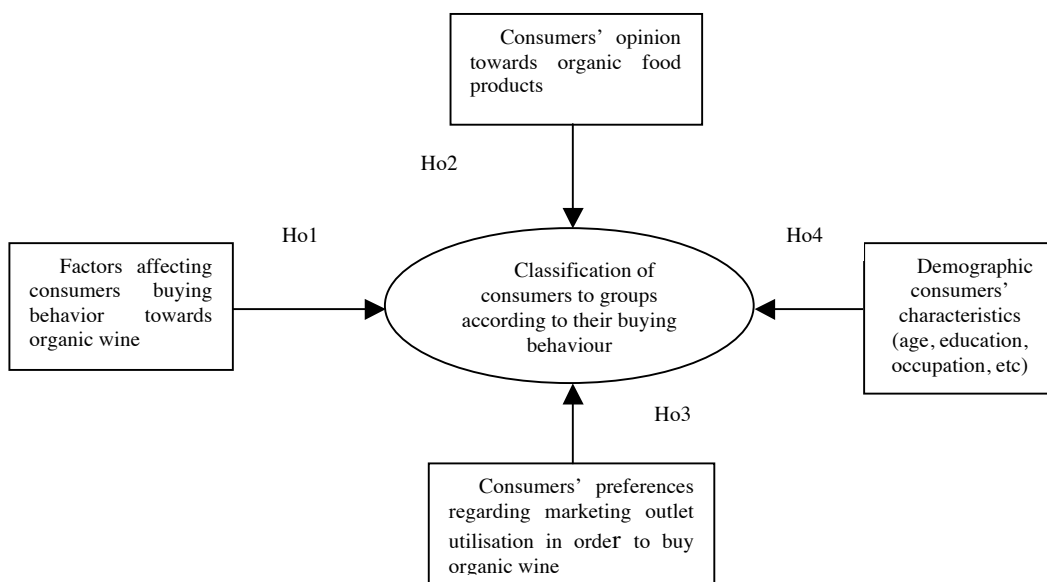 Consumers’ opinion
towards organic food
products
Ho2
Ho1
Ho4
Factors affecting
consumers buying
behavior towards
organic wine
Classification of
consumers to groups
according to their buying
behaviour
Demographic
consumers’
characteristics
(age, education,
occupation, etc)
Ho3
Consumers’ preferences
regarding marketing outlet
utilisation in order to buy
organic wine